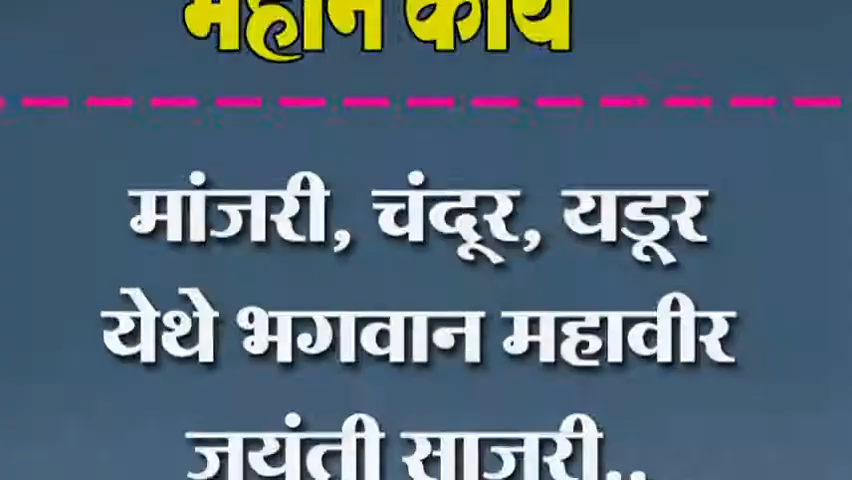 महान कार्य
मांजरी, चंदूर, यडूर
येथे भगवान महावीर
जयंती साजरी..